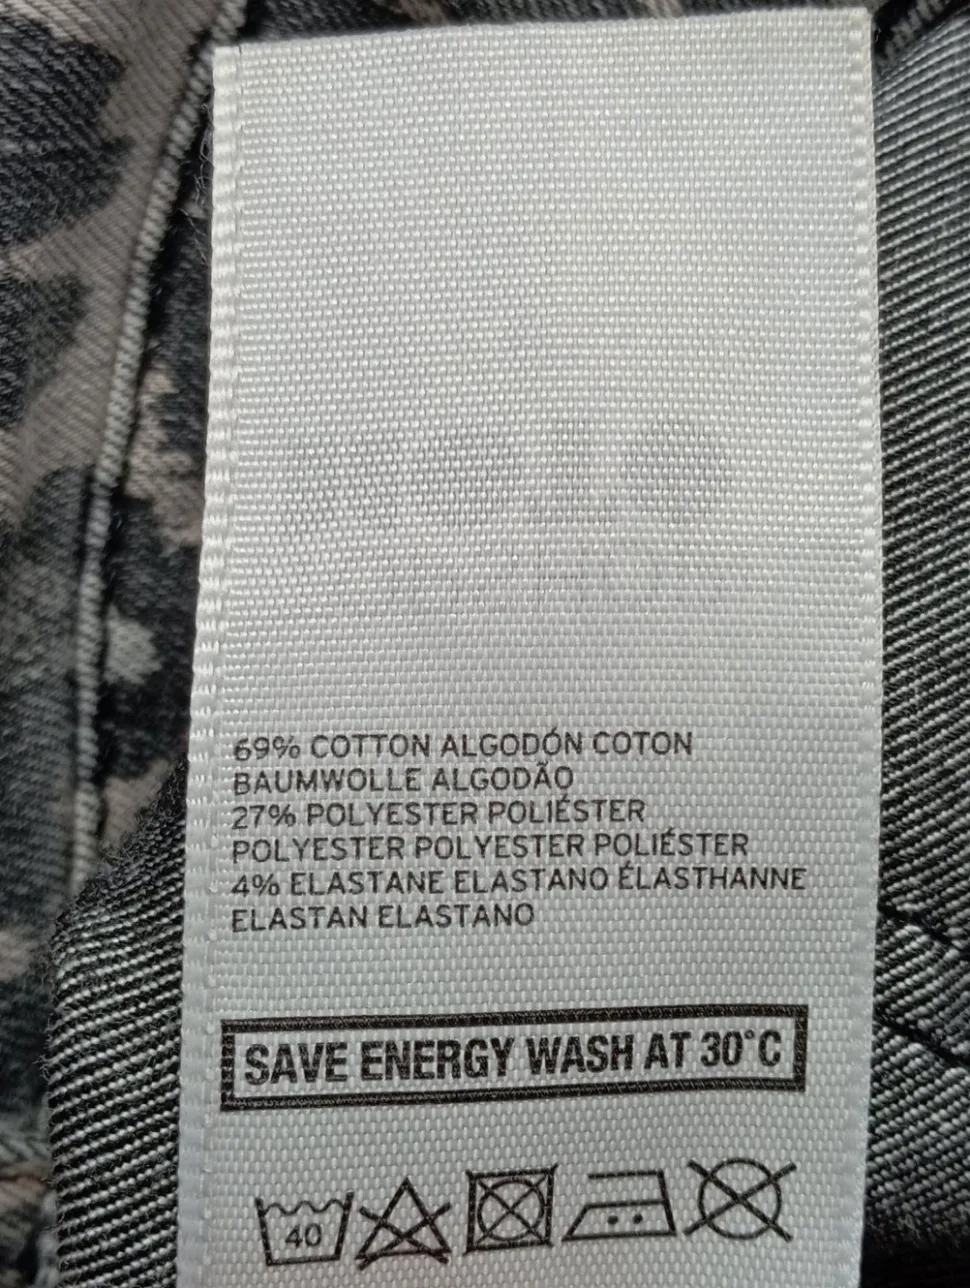 69% COTTON ALGODÓN COTON
BAUMWOLLE ALGODÃO
27% POLYESTER POLIÉSTER
POLYESTER POLYESTER POLIÉSTER
4% ELASTANE ELASTANO ÉLASTHANNE
ELASTAN ELASTANO
SAVE ENERGY WASH AT 30°C
40